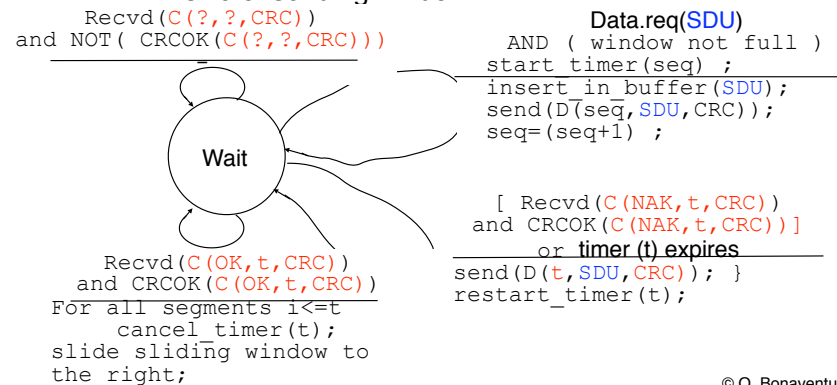 Recvd(C(?,?,CRC))
and NOT( CRCOK(C(?,?,CRC)))
Data.req(SDU)
AND ( window not full )
start_timer(seq) ;
insert_in_buffer(SDU);
send(D(seq,SDU,CRC));
seq=(seq+1) ;
Wait
[ Recvd(C(NAK,t,CRC))
and CRCOK(C(NAK,t,CRC))]
or timer (t) expires
send(D(t,SDU,CRC)); }
restart_timer(t);
Recvd(C(OK,t,CRC))
and CRCOK(C(OK,t,CRC))
For all segments i<=t
cancel_timer(t);
slide sliding window to
the right;